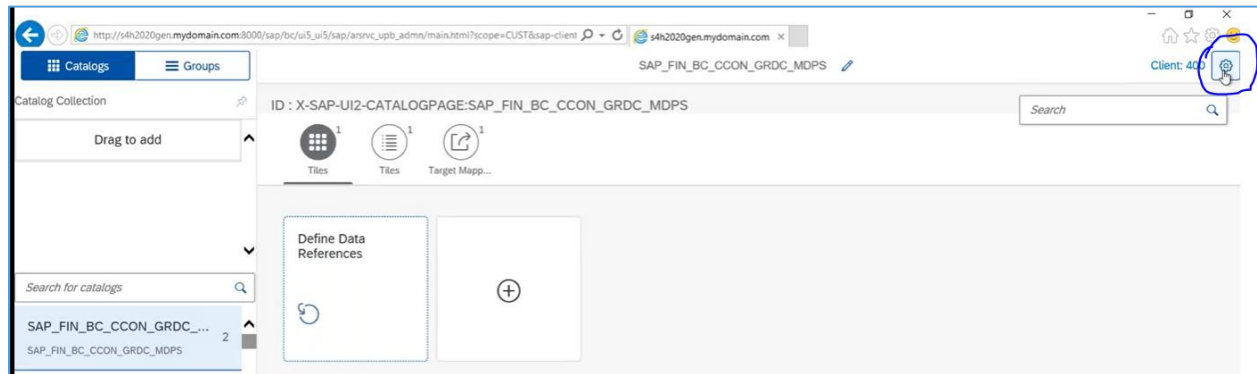 http://s4h2020gen.mydomain.com:8000/sap/bc/ui5_ui5/sap/arsrvc_upb_admn/main.html?scope=CUST&sap-client
s4h2020gen.mydomain.com
Catalogs
Groups
SAP_FIN_BC_CCON_GRDC_MDPS
Client: 400
Catalog Collection
ID : X-SAP-UI2-CATALOGPAGE:SAP_FIN_BC_CCON_GRDC_MDPS
Search
Drag to add
1
1
1
Tiles
Tiles
Target Mapp...
Define Data
References
Search for catalogs
SAP_FIN_BC_CCON_GRDC_...
2
SAP_FIN_BC_CCON_GRDC_MDPS